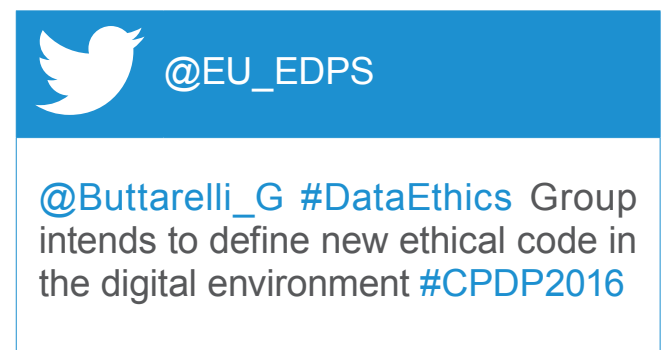 @EU_EDPS
@Buttarelli_G #DataEthics Group
intends to define new ethical code in
the digital environment #CPDP2016